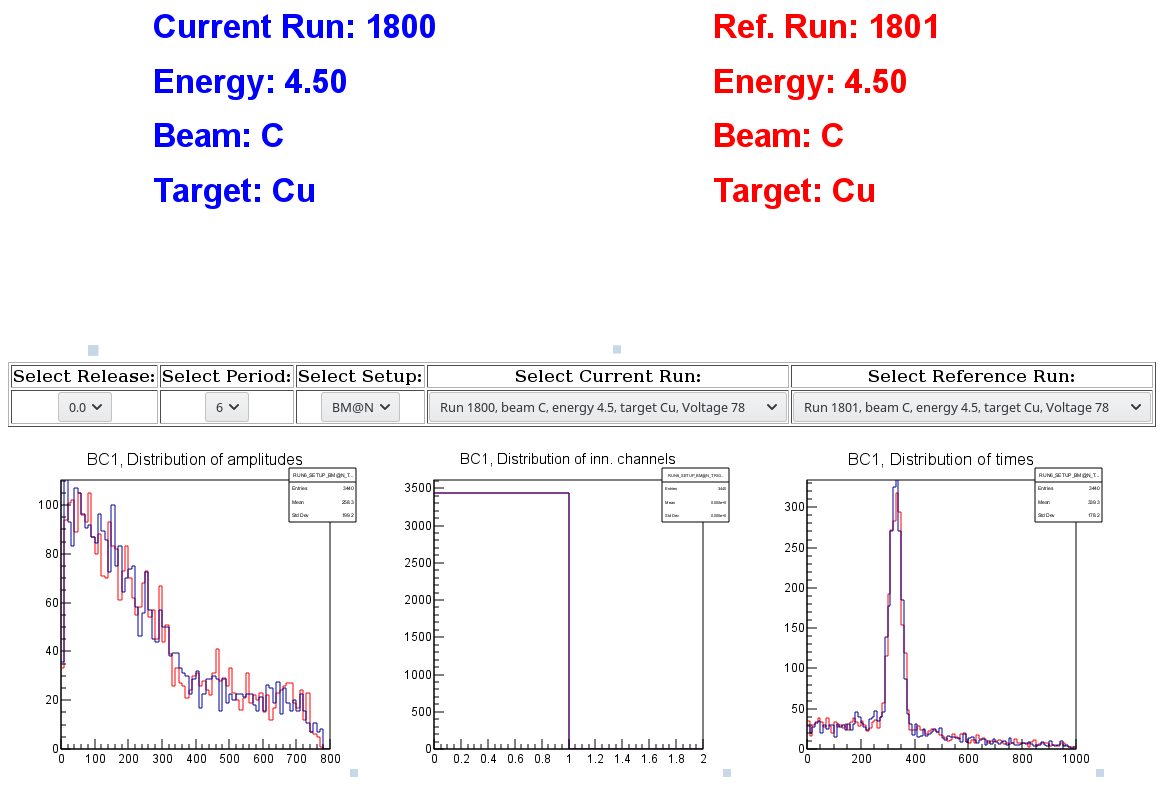 Current Run: 1800
Ref. Run: 1801
Energy: 4.50
Energy: 4.50
Beam: C
Beam: C
Target: Cu
Target: Cu
Select Release: Select Period: Select Setup: Select Current Run: Select Reference Run:
0.0 6 BM@N Run 1800, beam C, energy 4.5, target Cu, Voltage 78 Run 1801, beam C, energy 4.5, target Cu, Voltage 78
BC1, Distribution of amplitudes
RUN6_SETUP_BM@N_T...
Entries 3440
Mean 258.3
Std Dev 199.2
100
80
60
40
20
0
0 100 200 300 400 500 600 700 800
BC1, Distribution of inn. channels
RUN6_SETUP_BM@N_TRIG...
Entries 3440
Mean
Std Dev
3500
3000
2500
2000
1500
1000
500
0
0 0.2 0.4 0.6 0.8 1 1.2 1.4 1.6 1.8 2
BC1, Distribution of times
RUN6_SETUP_BM@N_T...
Entries 3440
Mean 339.3
Std Dev 178.2
300
250
200
150
100
50
0
0 200 400 600 800 1000